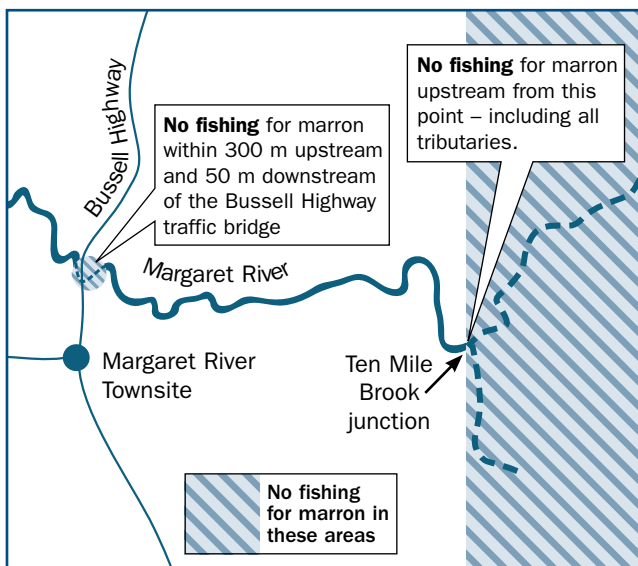 Bussell Highway
No fishing for marron
within 300 m upstream
and 50 m downstream
of the Bussell Highway
traffic bridge
No fishing for marron
upstream from this
point – including all
tributaries.
Margaret River
Margaret River
Townsite
Ten Mile
Brook
junction
No fishing
for marron in
these areas